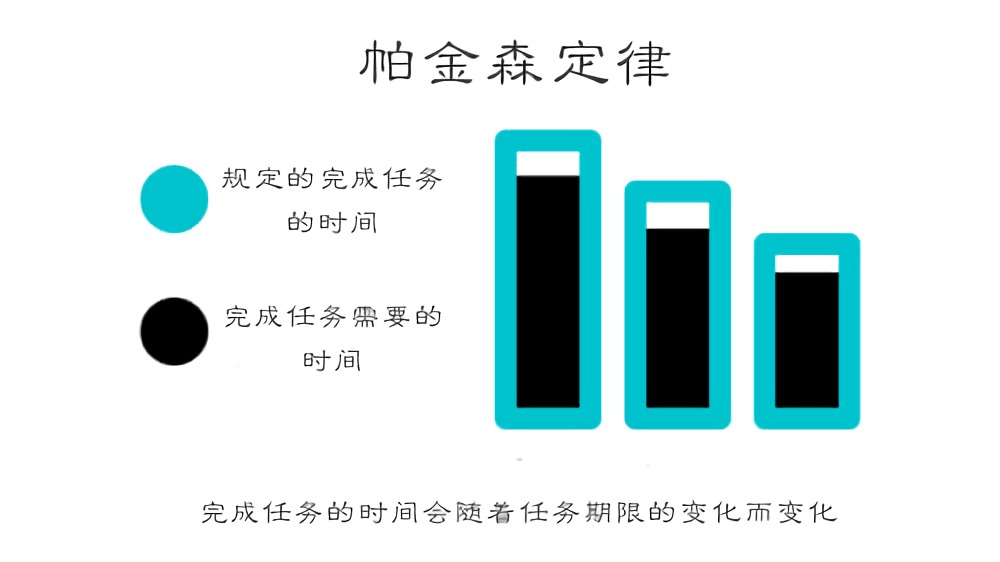 帕金森定律
规定的完成任务
的时间
完成任务需要的
时间
完成任务的时间会随着任务期限的变化而变化